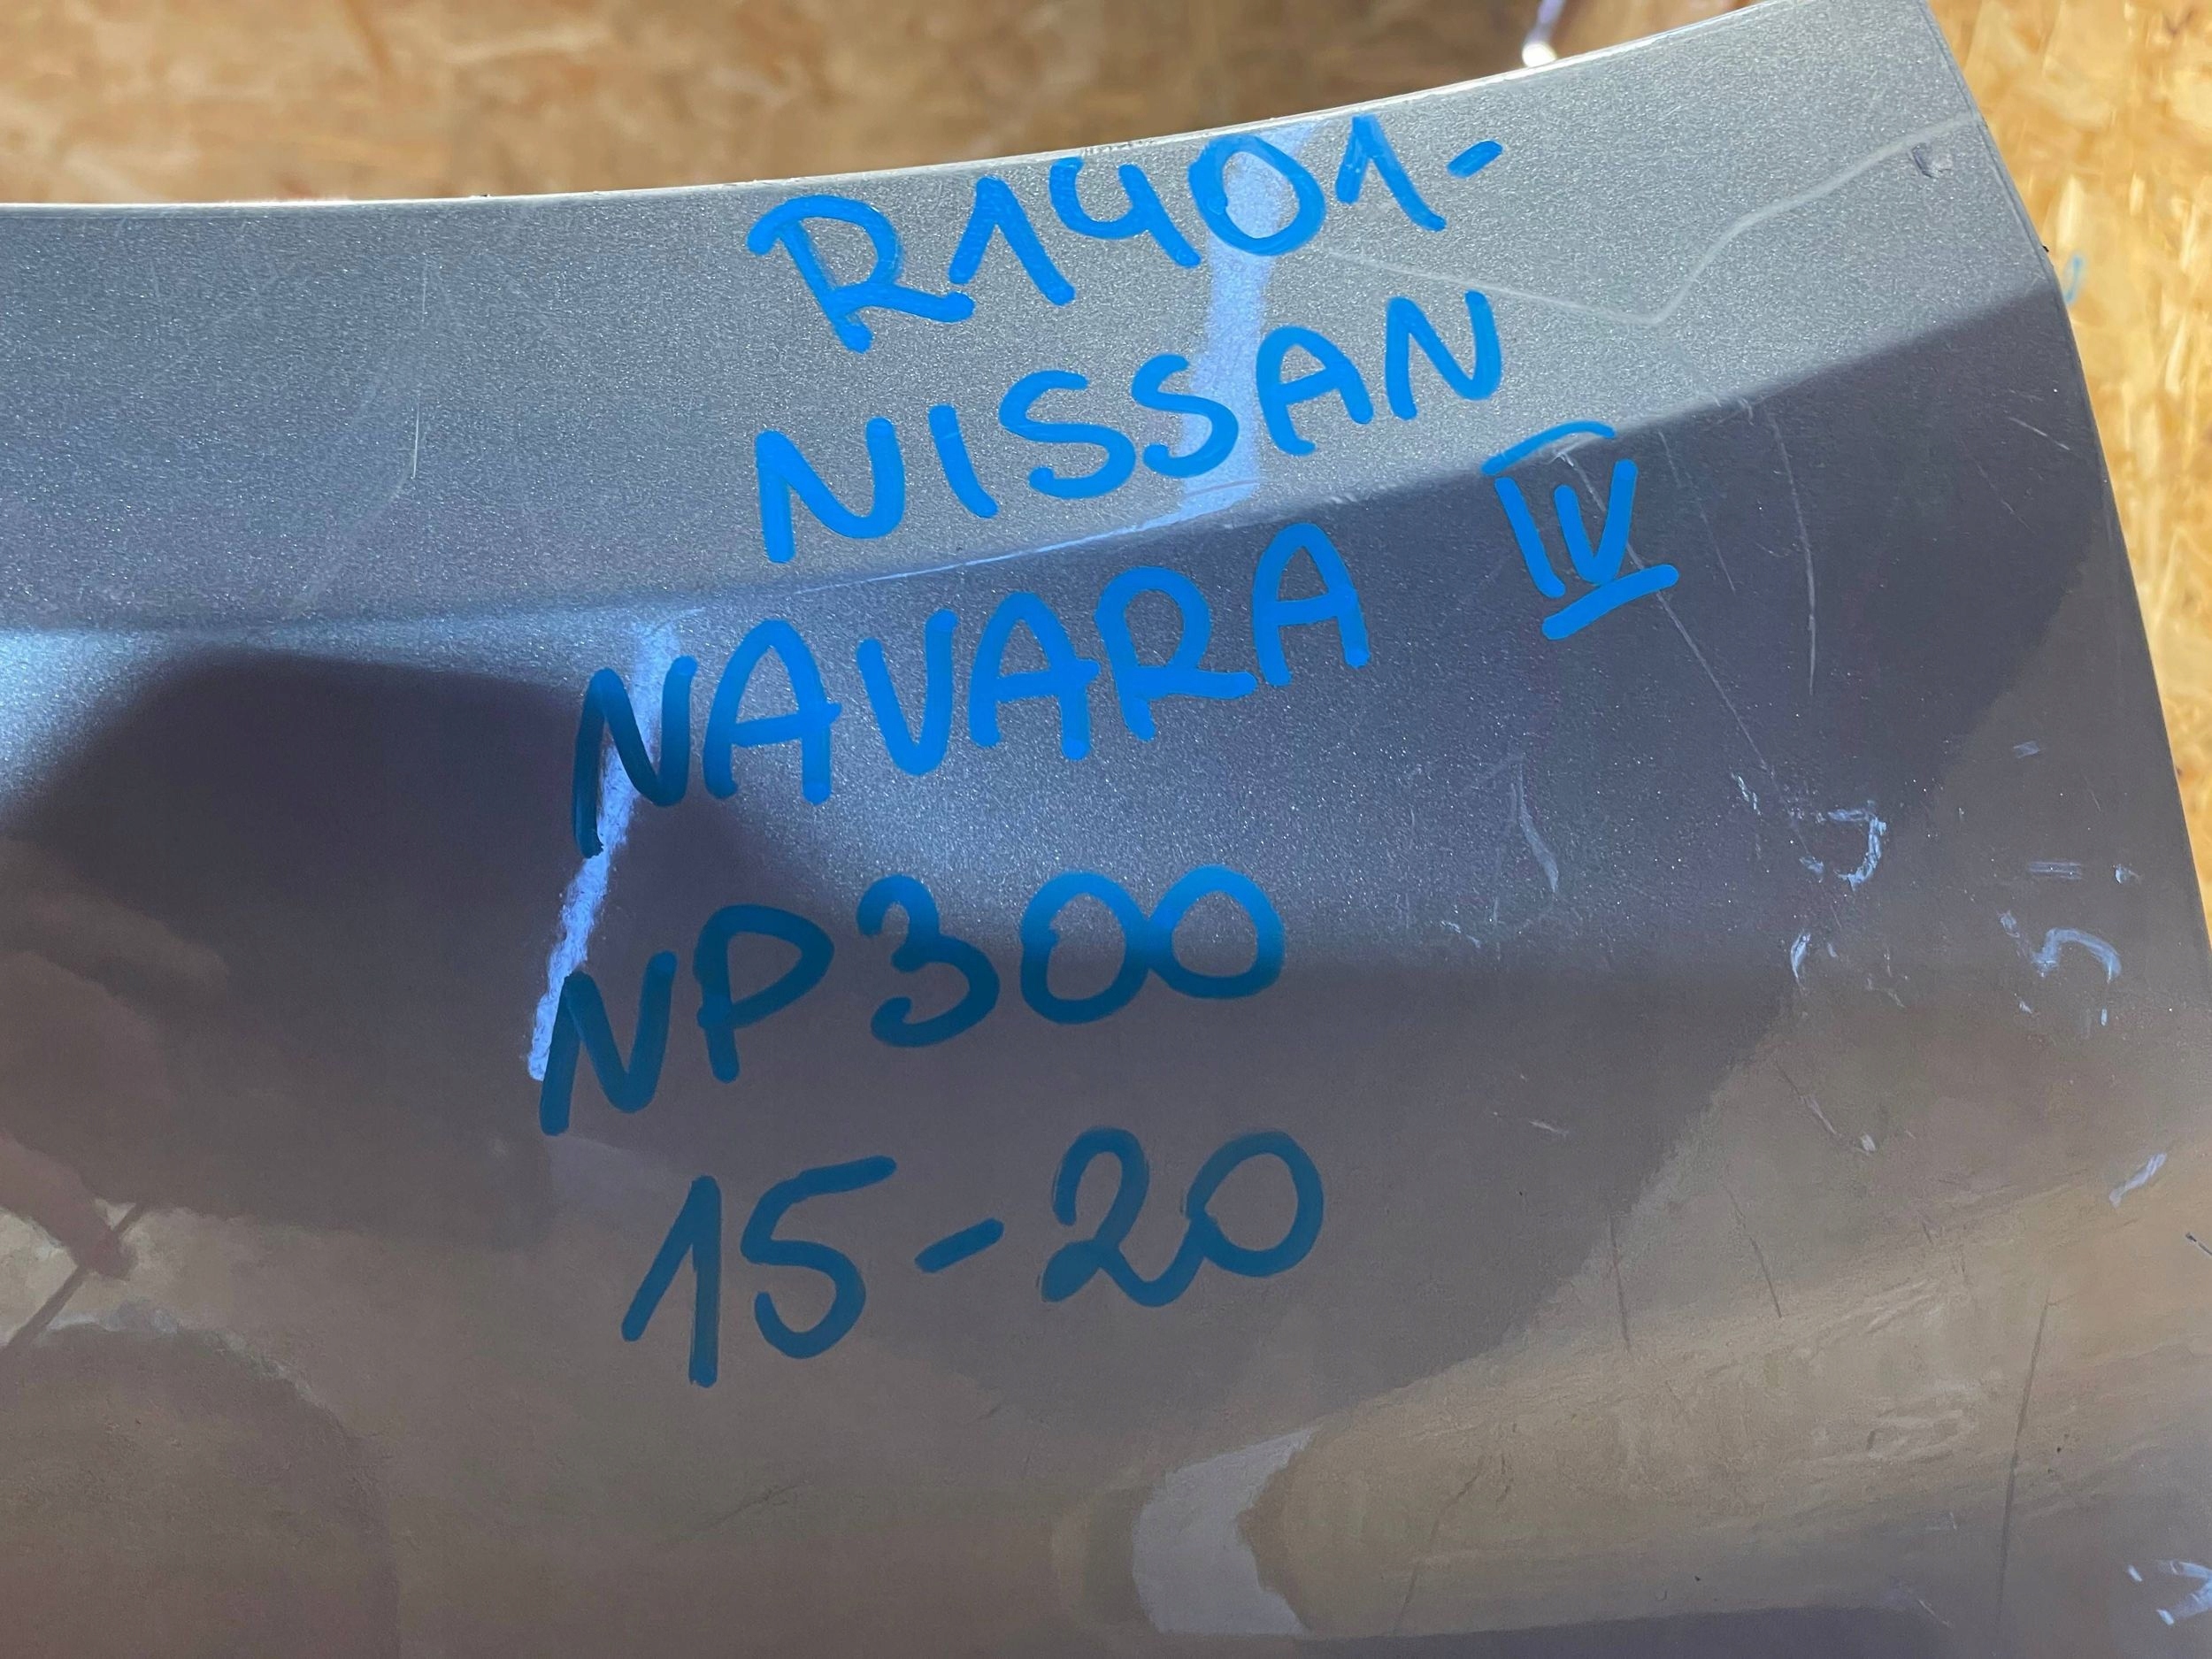 R1401-
NISSAN
NAVARA IV
NP300
15-20